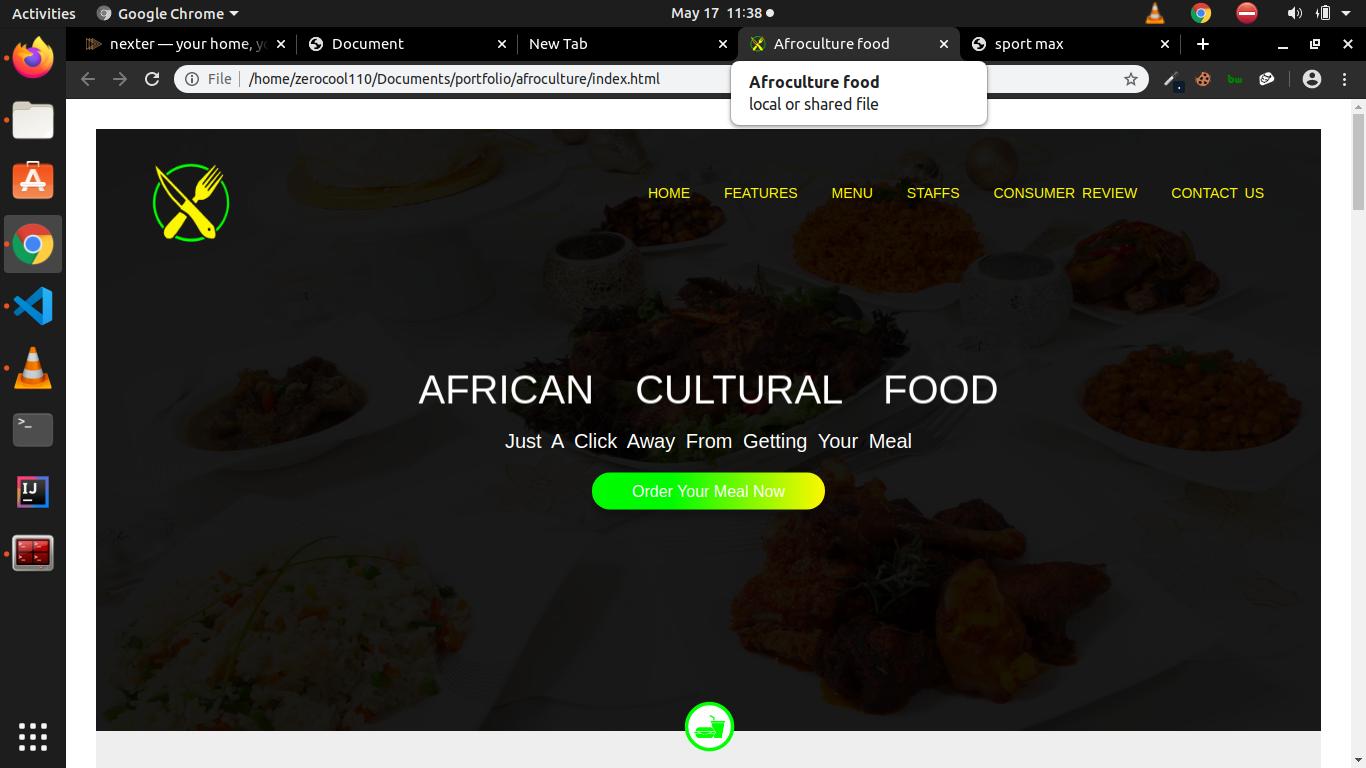 Activities Google Chrome May 17 11:38
nexter — your home, yo Document New Tab Afroculture food sport max
File /home/zerocool110/Documents/portfolio/afroculture/index.html
Afroculture food
local or shared file
bw
HOME FEATURES MENU STAFFS CONSUMER REVIEW CONTACT US
AFRICAN CULTURAL FOOD
Just A Click Away From Getting Your Meal
Order Your Meal Now
>_
IJ